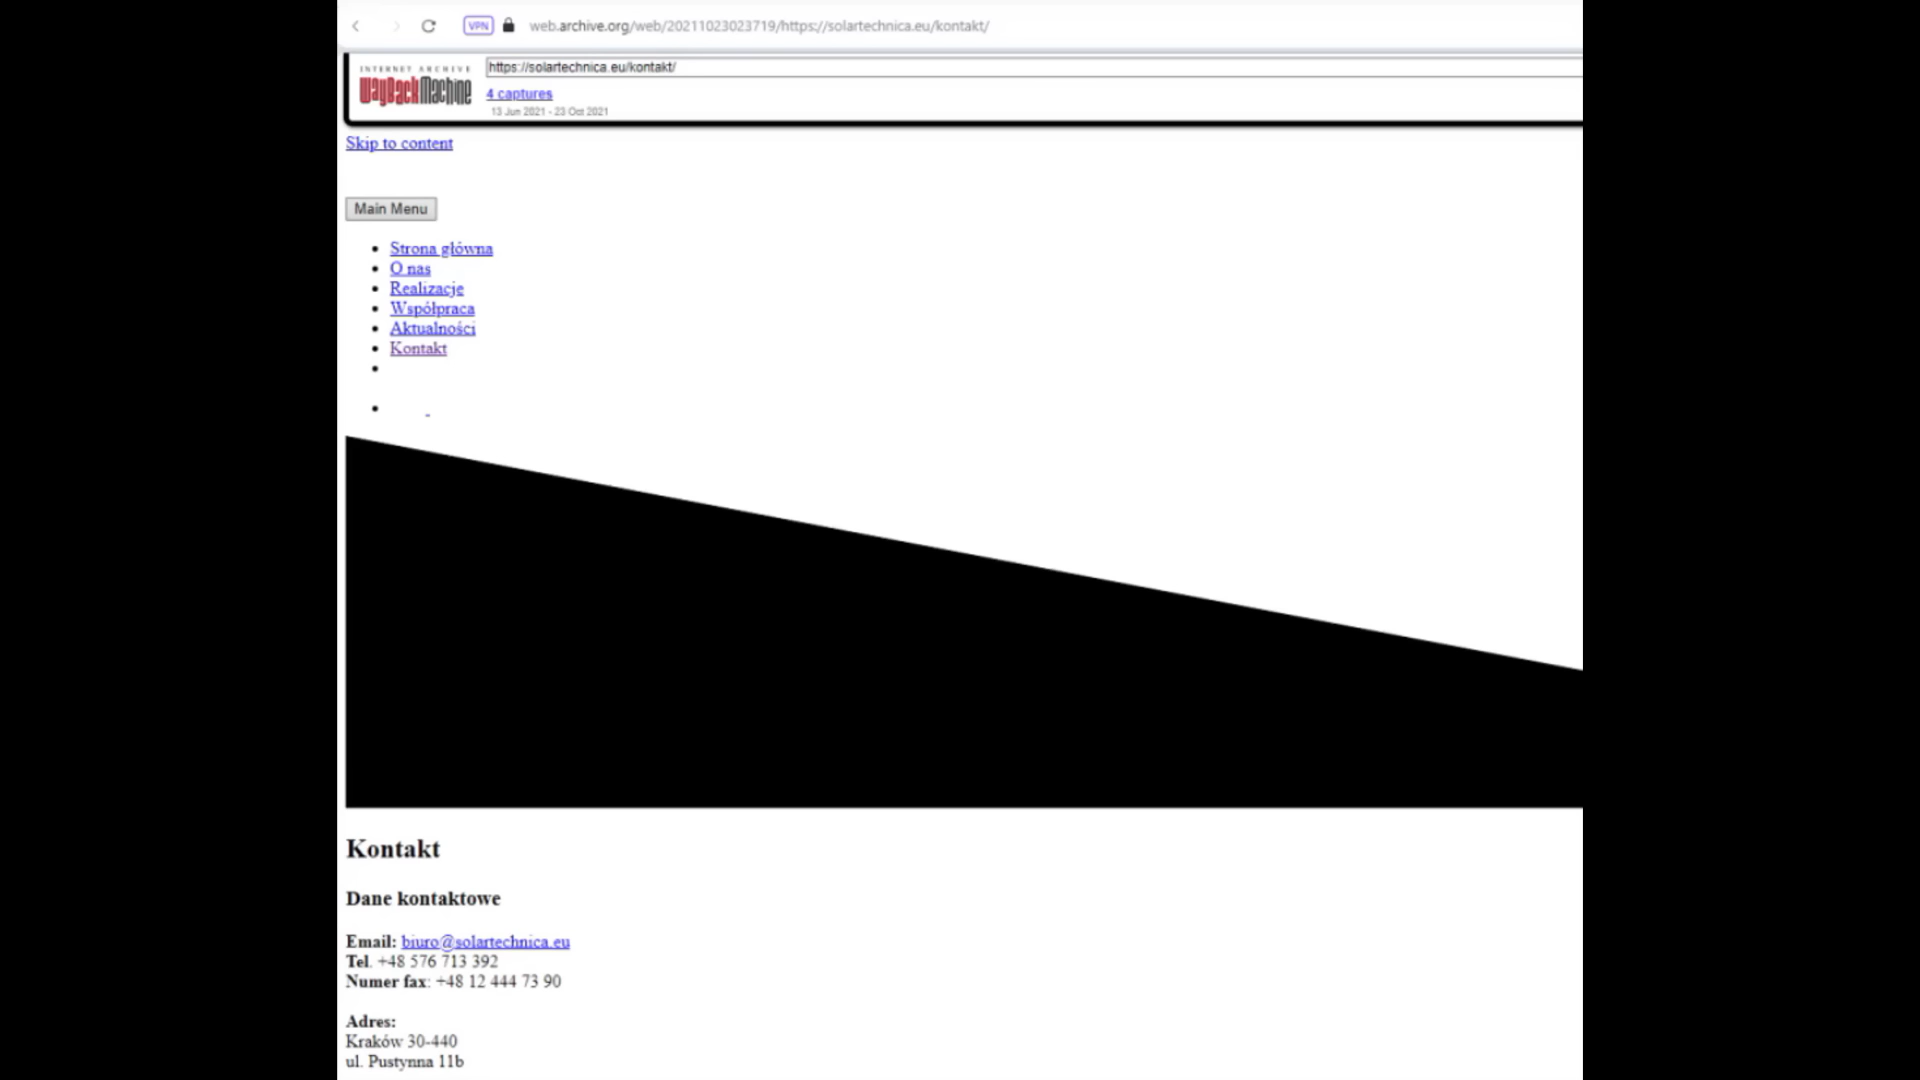 VPN
web.archive.org/web/20211023023719/https://solartechnica.eu/kontakt/
INTERNET ARCHIVE
WayBackMachine
https://solartechnica.eu/kontakt/
4 captures
13 Jun 2021 - 23 Oct 2021
Skip to content
Main Menu
Strona główna
O nas
Realizacje
Współpraca
Aktualności
Kontakt
Kontakt
Dane kontaktowe
Email: biuro@solartechnica.eu
Tel. +48 576 713 392
Numer fax: +48 12 444 73 90
Adres:
Kraków 30-440
ul. Pustynna 11b